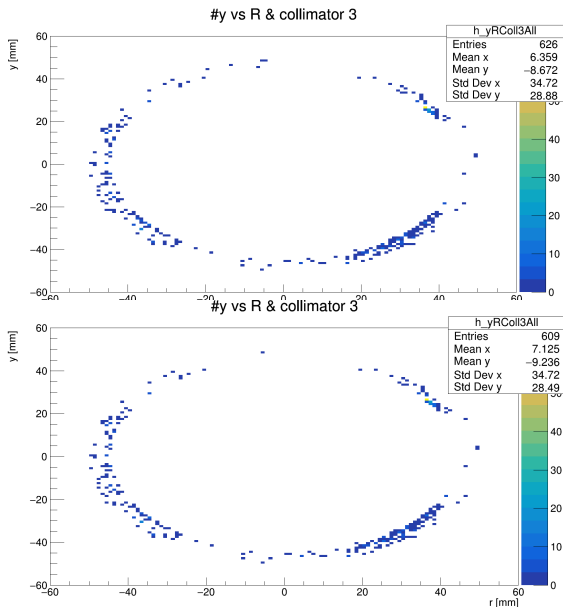 #y vs R & collimator 3
h_yRColl3All
Entries 626
Mean x 6.359
Mean y −8.672
Std Dev x 34.72
Std Dev y 28.88
y [mm]
60
40
20
0
−20
−40
−60
−60 −40 −20 0 20 40 60
50
40
30
20
10
0
#y vs R & collimator 3
h_yRColl3All
Entries 609
Mean x 7.125
Mean y −9.236
Std Dev x 34.72
Std Dev y 28.49
y [mm]
60
40
20
0
−20
−40
−60
−60 −40 −20 0 20 40 60
r [mm]
50
40
30
20
10
0